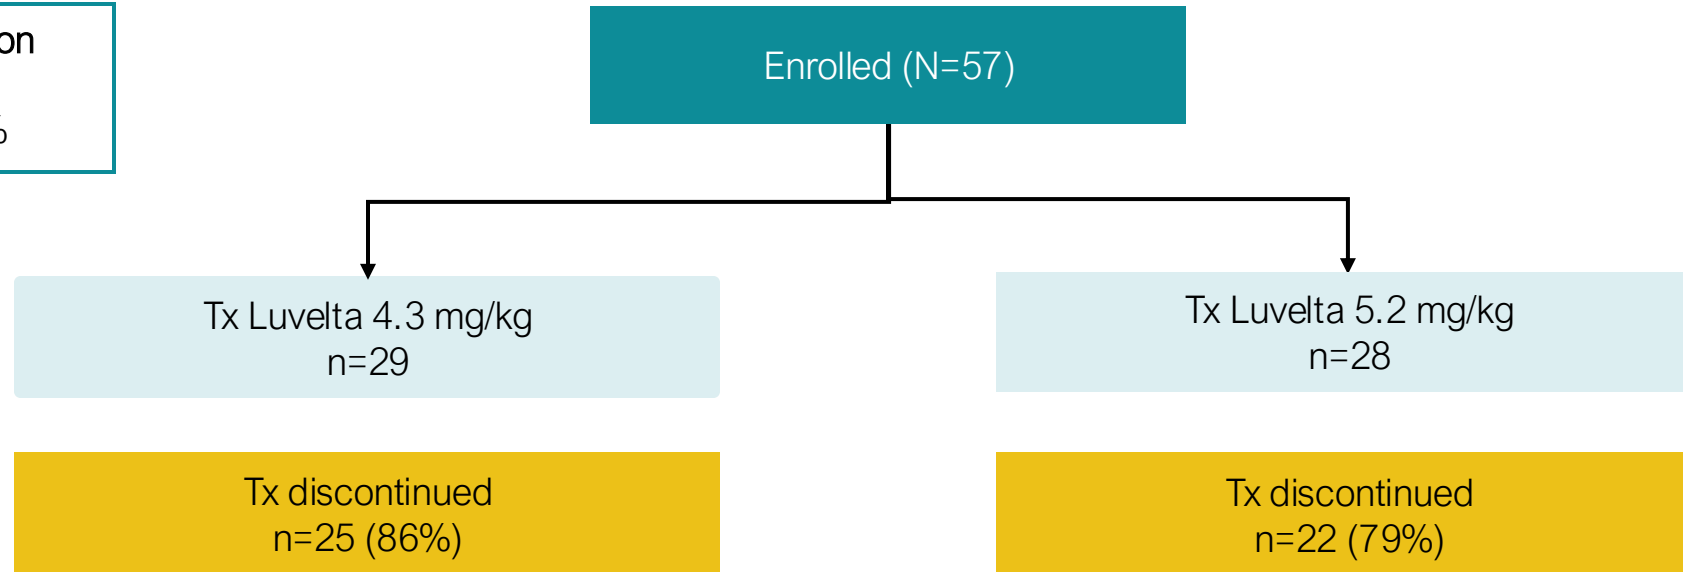 on
%
Enrolled (N=57)
Tx Luvelta 4.3 mg/kg
n=29
Tx Luvelta 5.2 mg/kg
n=28
Tx discontinued
n=25 (86%)
Tx discontinued
n=22 (79%)